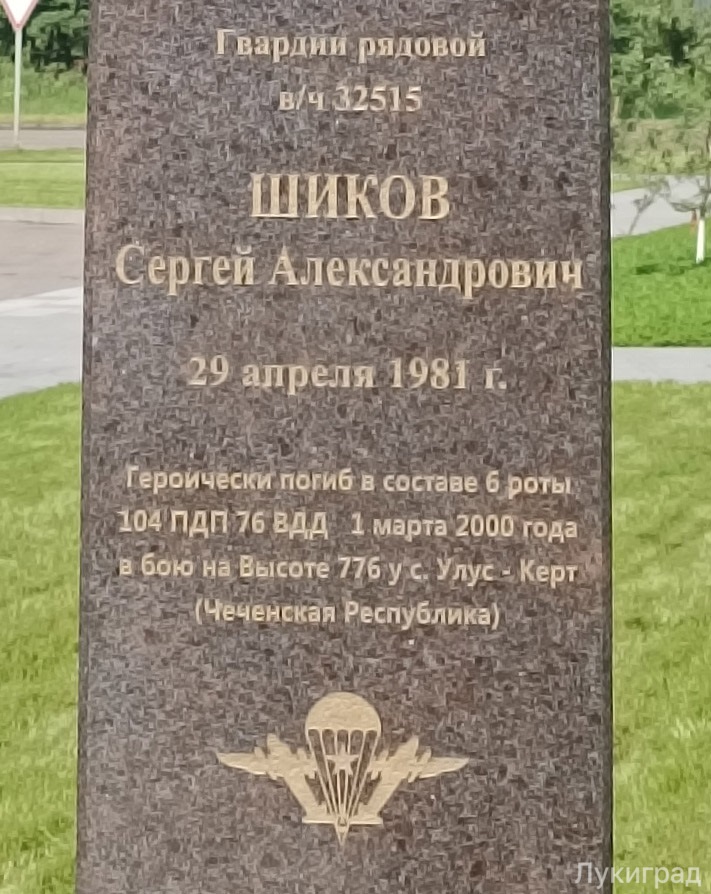 Гвардии рядовой
в/ч 32515
ШИКОВ
Сергей Александрович
29 апреля 1981 г.
Героически погиб в составе 6 роты
104 ПДП 76 ВДД 1 марта 2000 года
в бою на Высоте 776 у с. Улус - Керт
(Чеченская Республика)
Лукиград